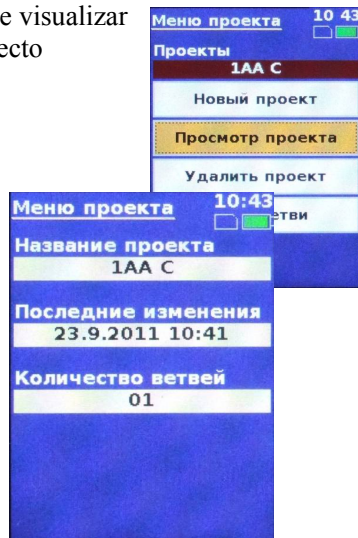 e visualizar
ecto
Меню проекта 10 43
Проекты
1AA C
Новый проект
Просмотр проекта
Удалить проект
етви
Меню проекта 10:43
Название проекта
1AA C
Последние изменения
23.9.2011 10:41
Количество ветвей
01